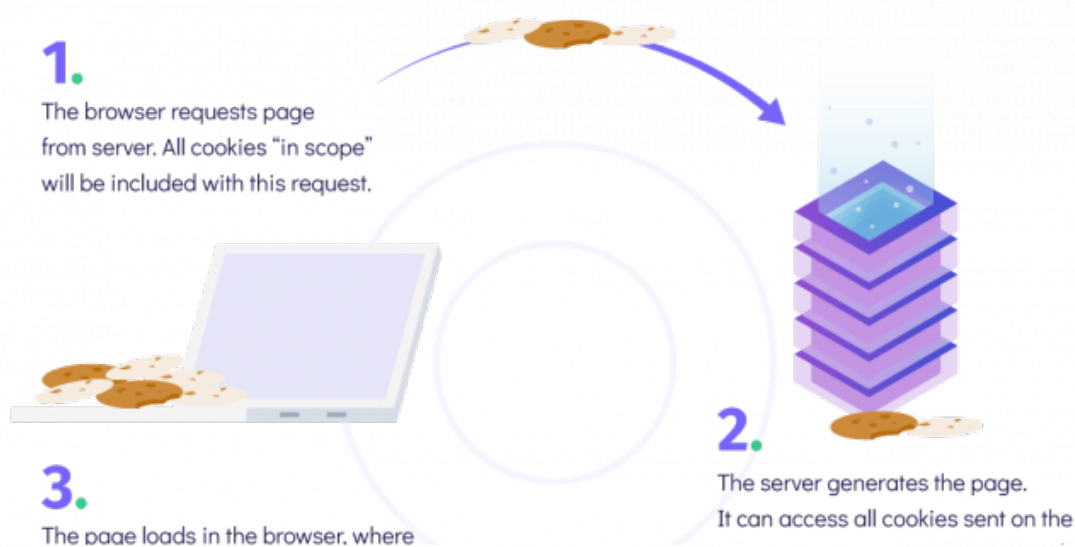 1.
The browser requests page
from server. All cookies “in scope”
will be included with this request.
2.
The server generates the page.
It can access all cookies sent on the
3.
The page loads in the browser, where